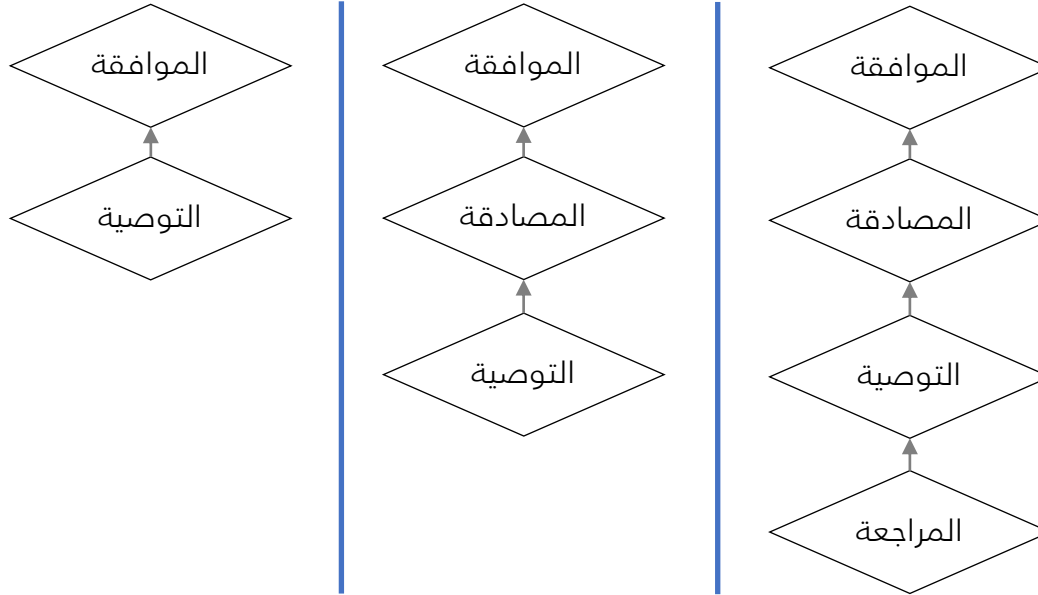 الموافقة
المصادقة
التوصية
المراجعة
الموافقة
المصادقة
التوصية
الموافقة
التوصية